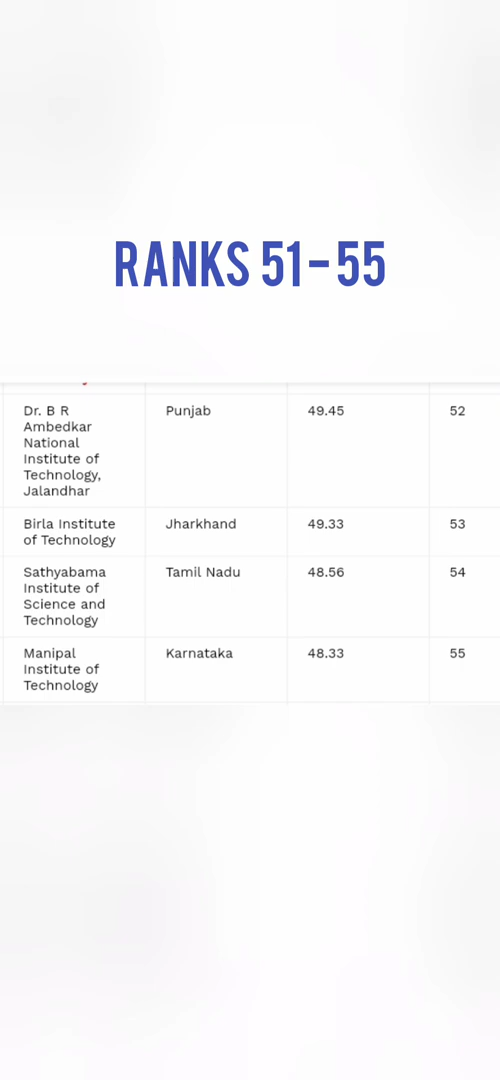 RANKS 51-55
Dr. B R Punjab 49.45 52
Ambedkar
National
Institute of
Technology,
Jalandhar
Birla Institute Jharkhand 49.33 53
of Technology
Sathyabama Tamil Nadu 48.56 54
Institute of
Science and
Technology
Manipal Karnataka 48.33 55
Institute of
Technology